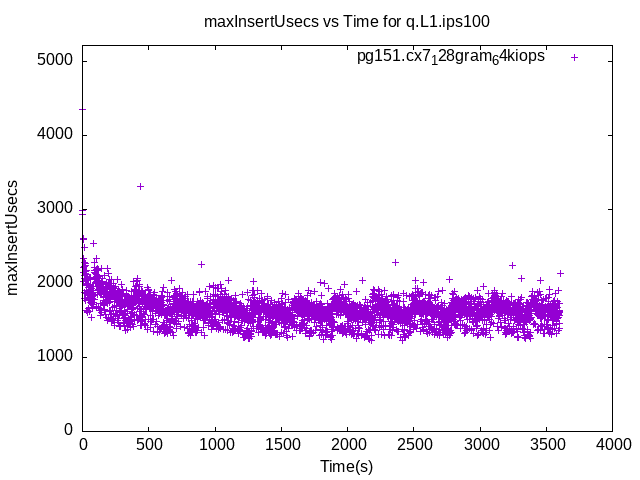 maxInsertUsecs vs Time for q.L1.ips100
pg151.cx7₁28gram₆4kiops
maxInsertUsecs
5000
4000
3000
2000
1000
0
0 500 1000 1500 2000 2500 3000 3500 4000
Time(s)